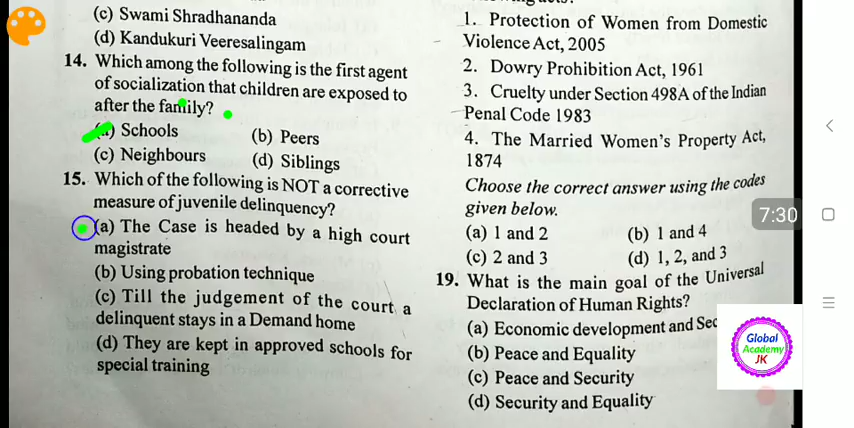 (c) Swami Shradhananda
(d) Kandukuri Veeresalingam
14. Which among the following is the first agent
of socialization that children are exposed to
after the family?
Schools
(b) Peers
(c) Neighbours
(d) Siblings
15. Which of the following is NOT a corrective
measure of juvenile delinquency?
(a) The Case is headed by a high court
magistrate
(b) Using probation technique
(c) Till the judgement of the court a
delinquent stays in a Demand home
(d) They are kept in approved schools for
special training
1. Protection of Women from Domestic
Violence Act, 2005
2. Dowry Prohibition Act, 1961
3. Cruelty under Section 498A of the Indian
Penal Code 1983
4. The Married Women's Property Act,
1874
Choose the correct answer using the codes
given below.
(a) 1 and 2
(b) 1 and 4
(c) 2 and 3
(d) 1, 2, and 3
19. What is the main goal of the Universal
Declaration of Human Rights?
(a) Economic development and
(b) Peace and Equality
(c) Peace and Security
(d) Security and Equality
7:30
Global
Academy
JK